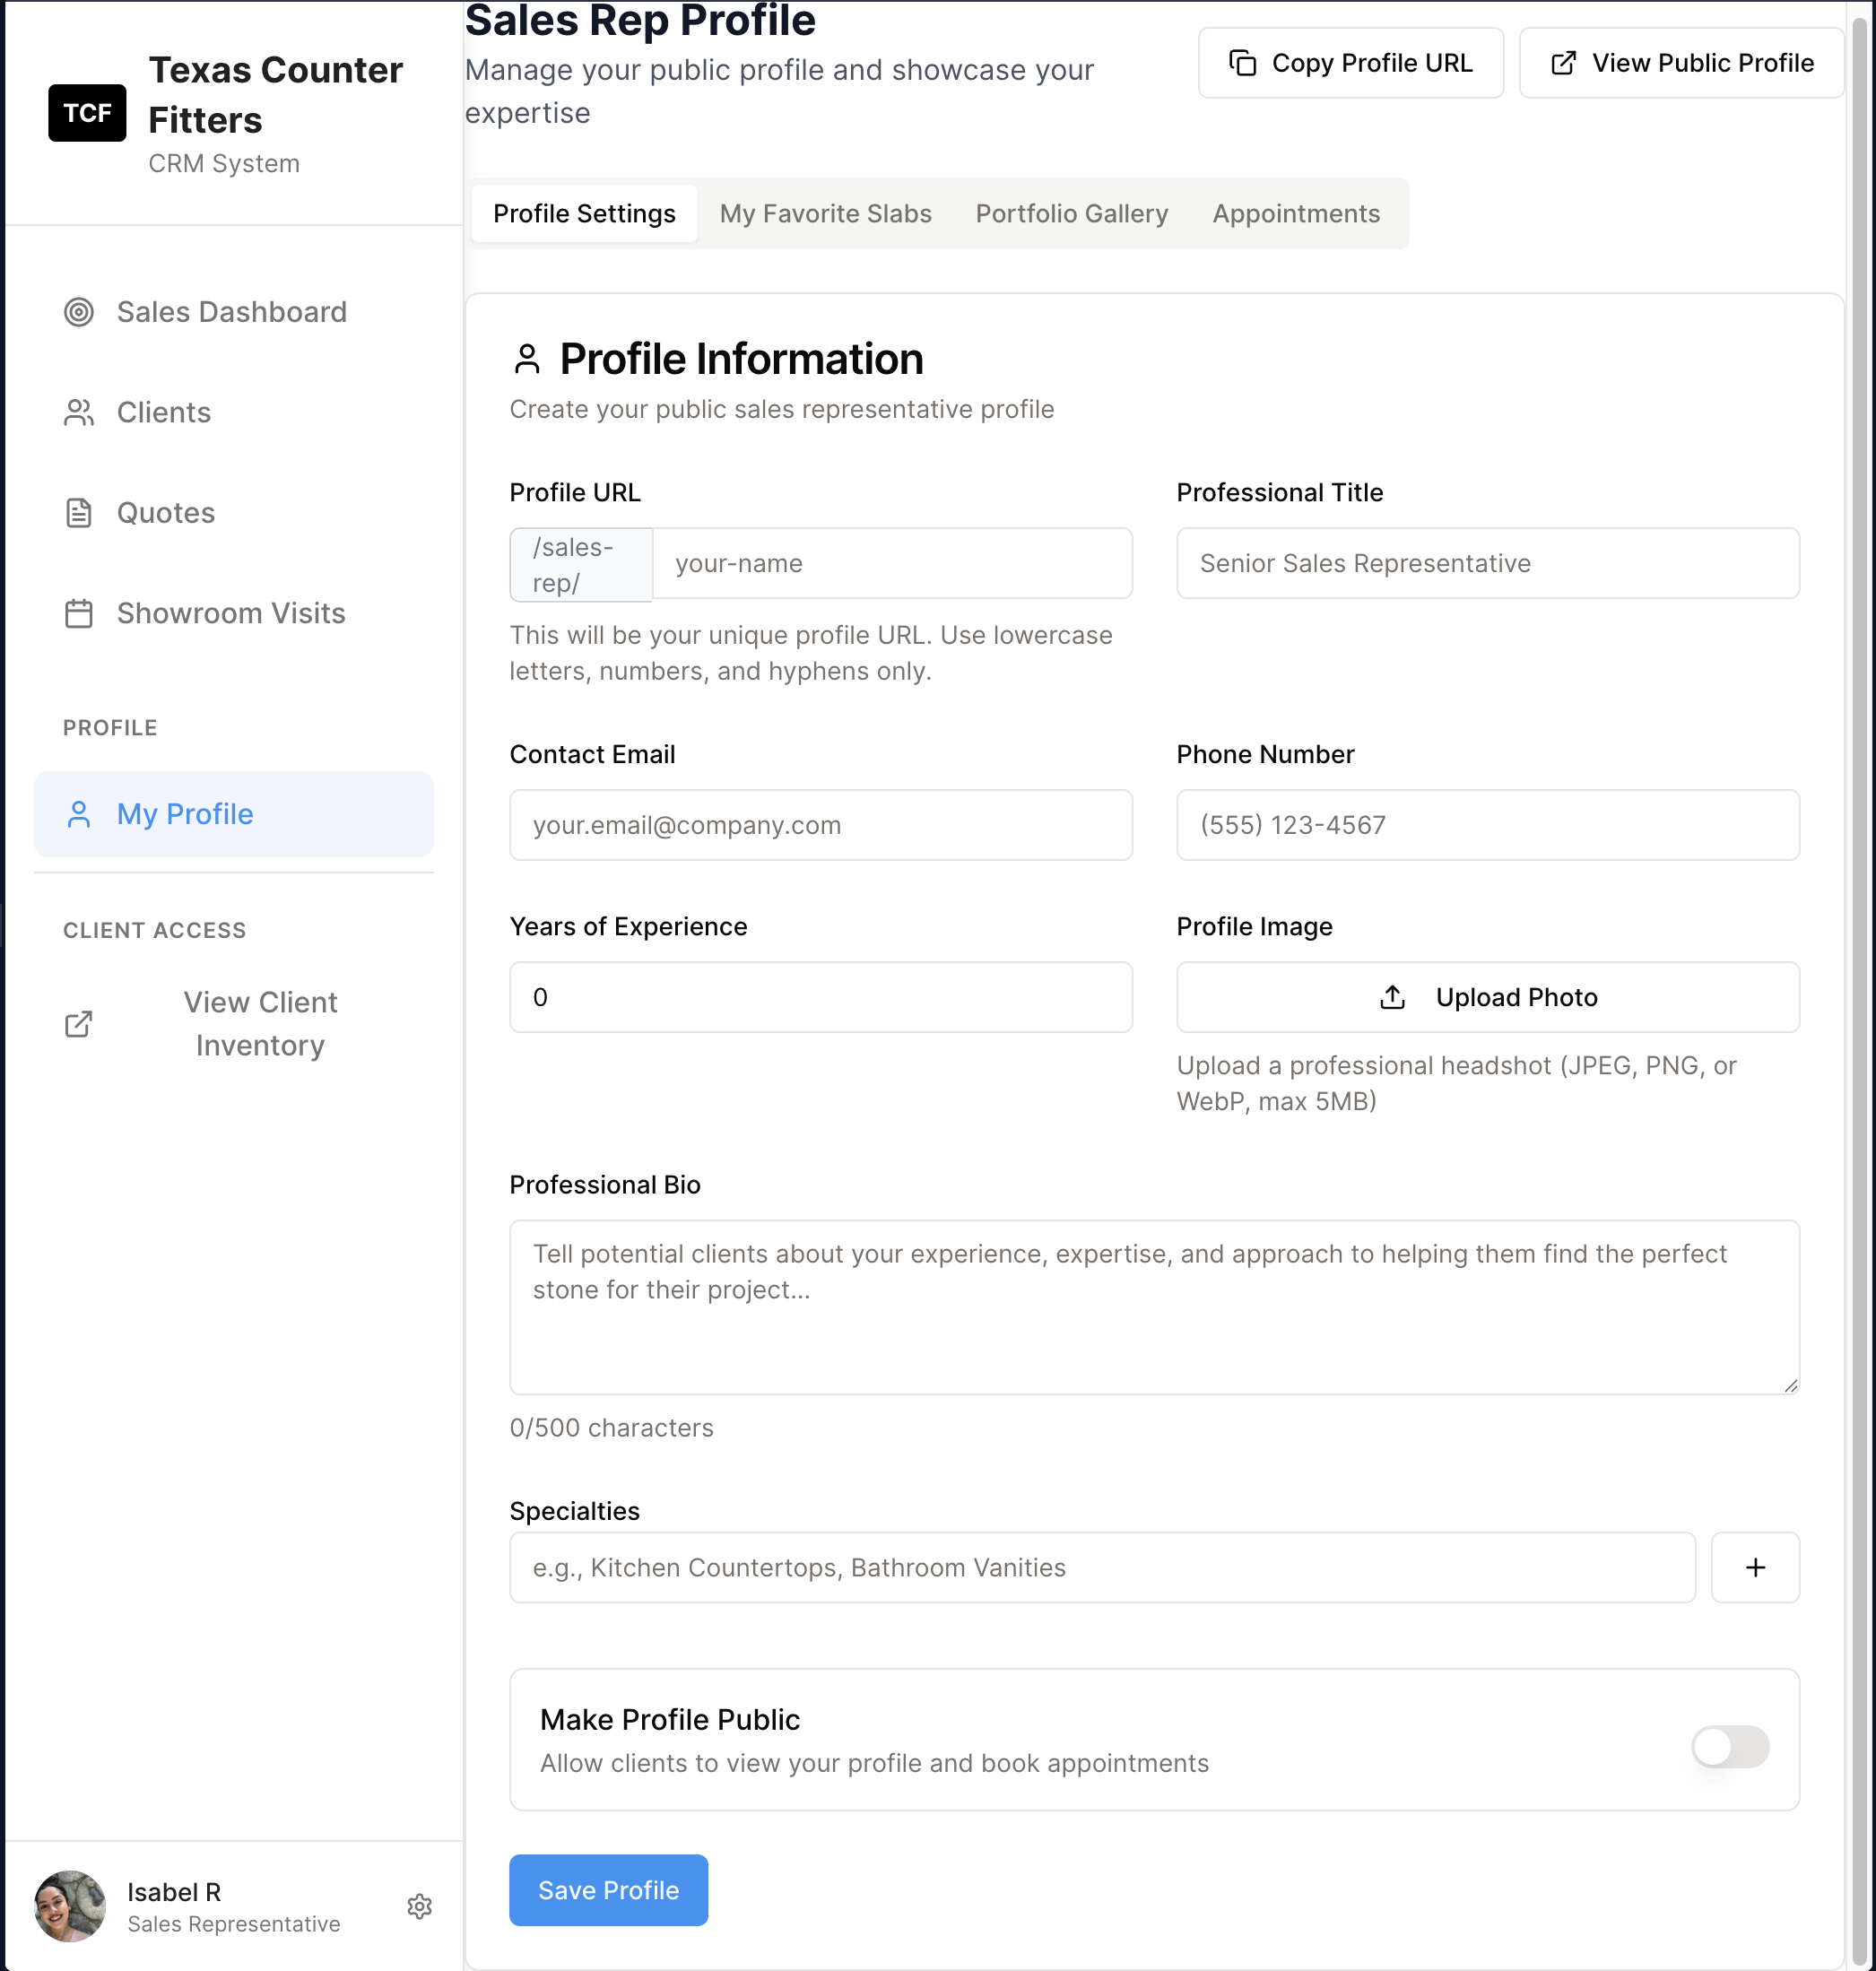 TCF
Texas Counter
Fitters
CRM System
Sales Dashboard
Clients
Quotes
Showroom Visits
PROFILE
My Profile
CLIENT ACCESS
View Client
Inventory
Isabel R
Sales Representative
Sales Rep Profile
Manage your public profile and showcase your
expertise
Copy Profile URL
View Public Profile
Profile Settings
My Favorite Slabs
Portfolio Gallery
Appointments
Profile Information
Create your public sales representative profile
Profile URL
/sales-
rep/
your-name
This will be your unique profile URL. Use lowercase
letters, numbers, and hyphens only.
Professional Title
Senior Sales Representative
Contact Email
your.email@company.com
Phone Number
(555) 123-4567
Years of Experience
0
Profile Image
Upload Photo
Upload a professional headshot (JPEG, PNG, or
WebP, max 5MB)
Professional Bio
Tell potential clients about your experience, expertise, and approach to helping them find the perfect
stone for their project...
0/500 characters
Specialties
e.g., Kitchen Countertops, Bathroom Vanities
Make Profile Public
Allow clients to view your profile and book appointments
Save Profile